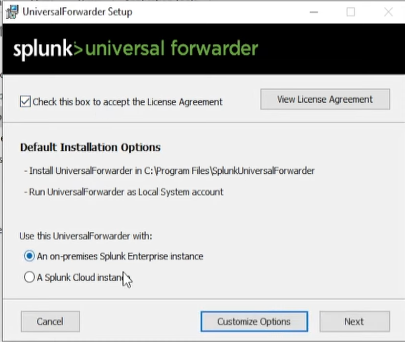 UniversalForwarder Setup
splunk>universal forwarder
Check this box to accept the License Agreement
View License Agreement
Default Installation Options
- Install UniversalForwarder in C:\Program Files\SplunkUniversalForwarder
- Run UniversalForwarder as Local System account
Use this UniversalForwarder with:
An on-premises Splunk Enterprise instance
A Splunk Cloud instance
Cancel
Customize Options
Next